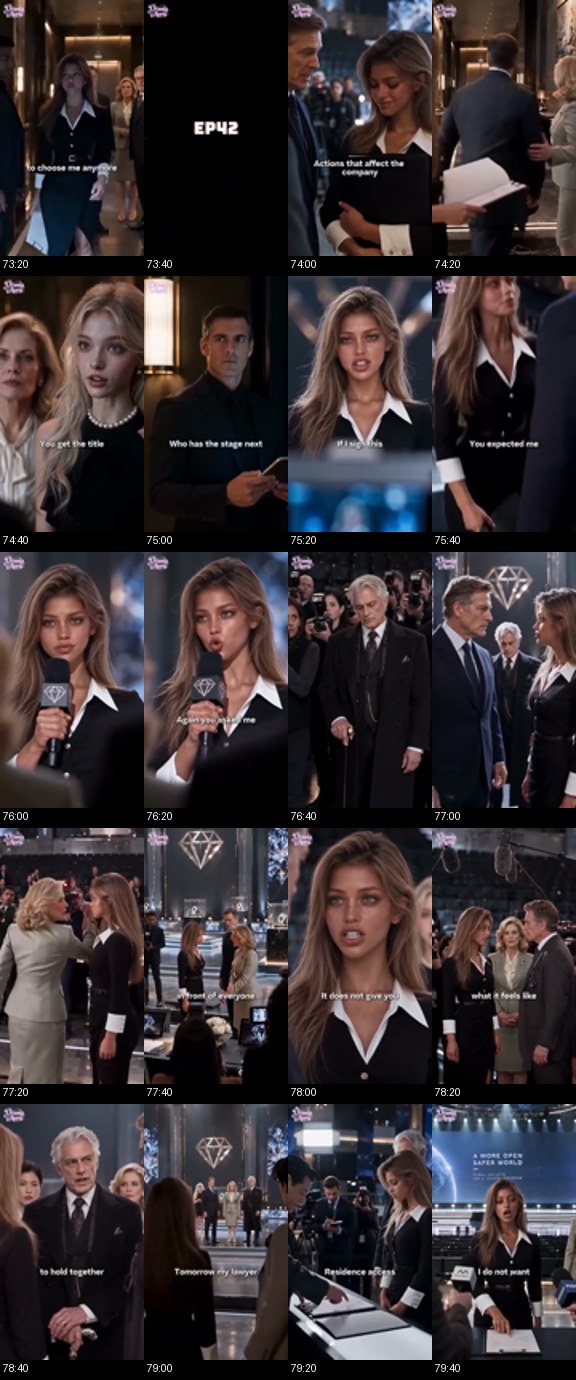 to choose me anymore
73:20
EP42
73:40
Actions that affect the
company
74:00
74:20
You get the title
74:40
Who has the stage next
75:00
If I sign this
75:20
You expected me
75:40
76:00
Again you asked me
76:20
76:40
77:00
77:20
in front of everyone
77:40
It does not give you
78:00
what it feels like
78:20
to hold together
78:40
Tomorrow my lawyer
79:00
Residence access
79:20
A MORE OPEN
SAFER WORLD
I do not want
79:40